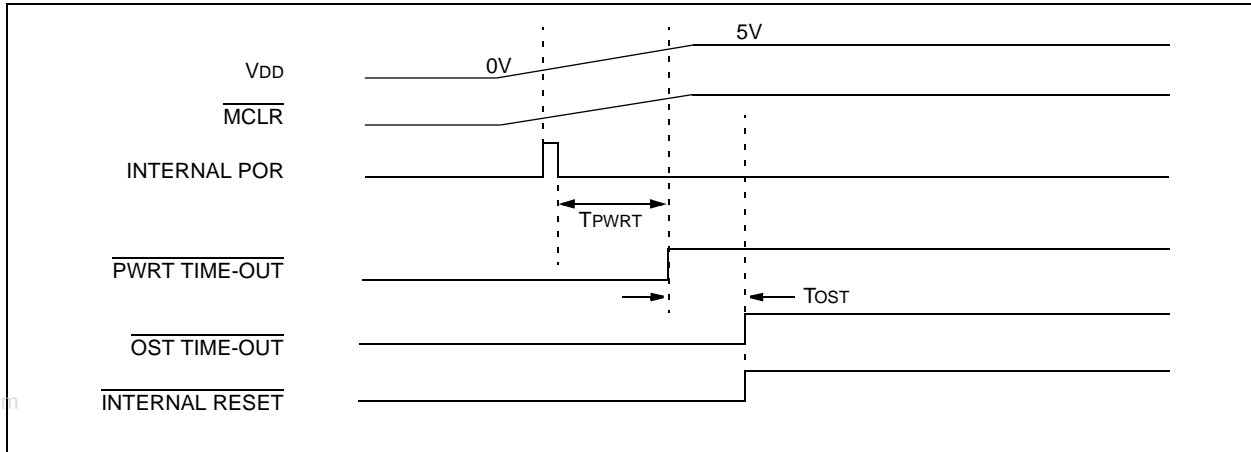 5V
VDD
0V
MCLR
INTERNAL POR
TPWRT
PWRT TIME-OUT
TOST
OST TIME-OUT
INTERNAL RESET
m